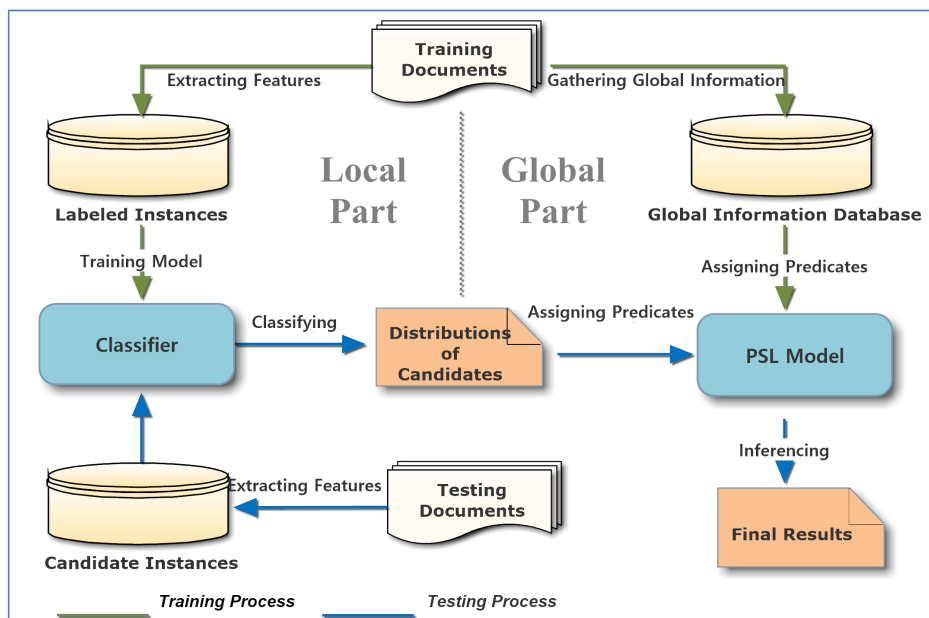 Training
Documents
Extracting Features
Gathering Global Information
Local
Part
Global
Part
Labeled Instances
Global Information Database
Training Model
Assigning Predicates
Classifier
Classifying
Distributions
of
Candidates
Assigning Predicates
PSL Model
Inferencing
Extracting Features
Testing
Documents
Candidate Instances
Final Results
Training Process
Testing Process